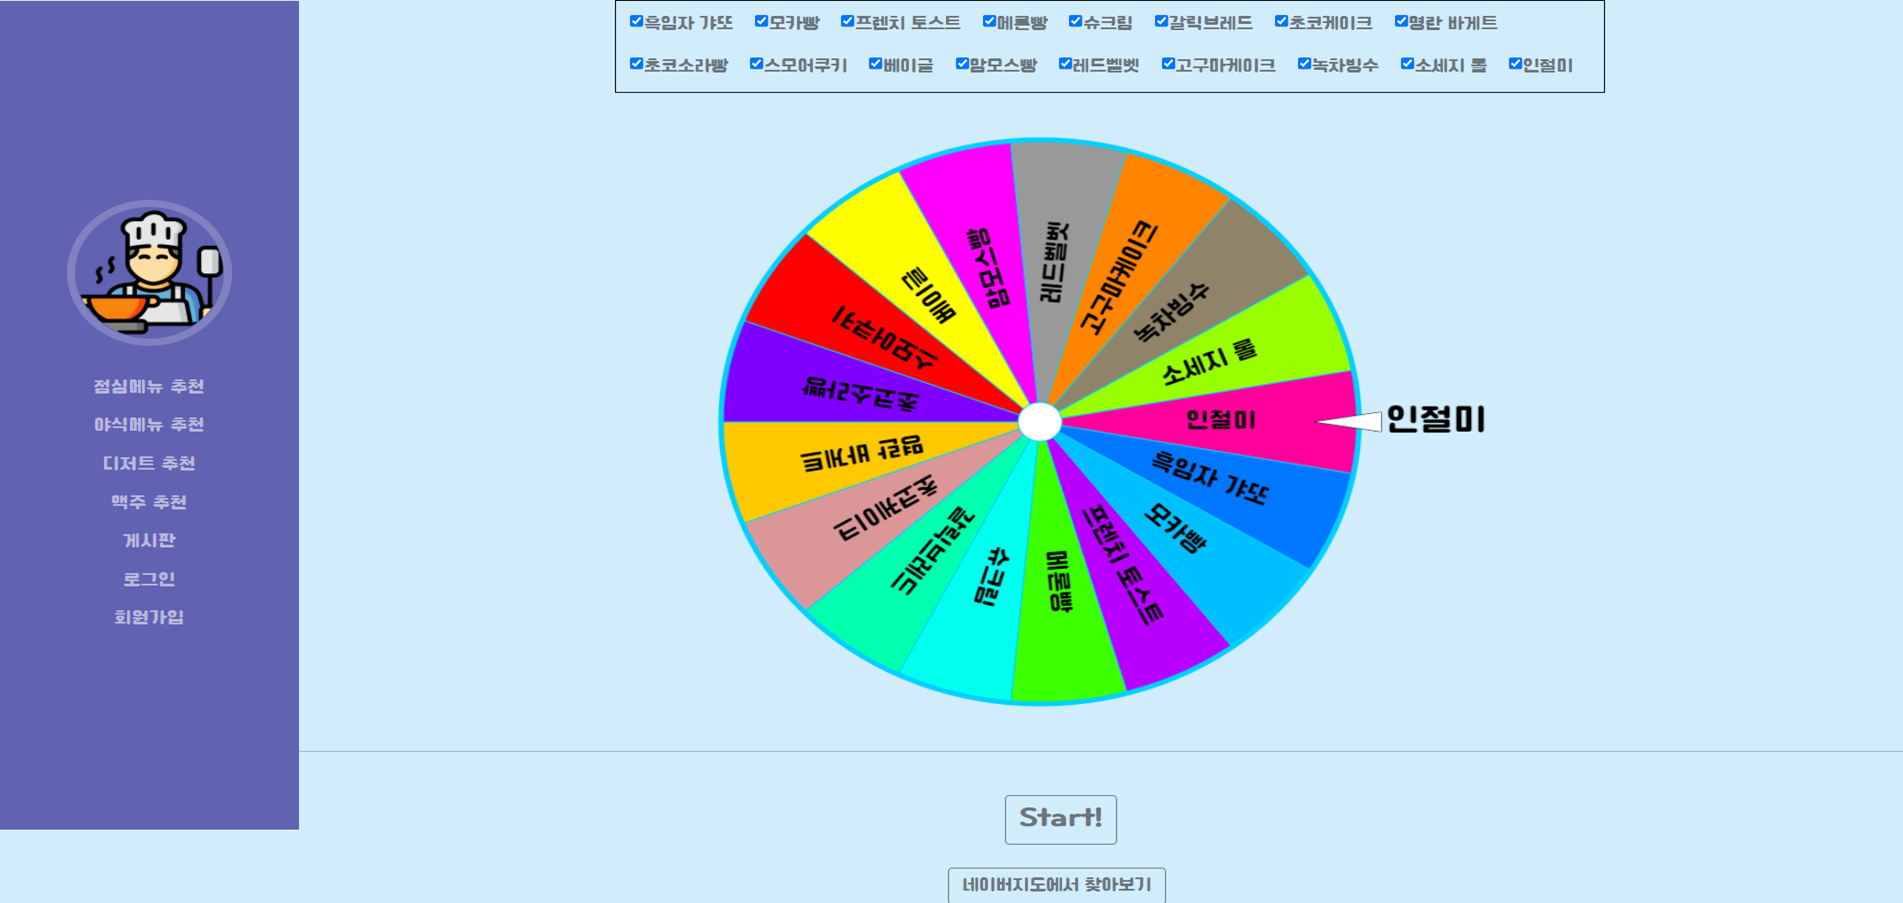 흑임자 갸또 모카빵 프렌치 토스트 메론빵 슈크림 갈릭브레드 초코케이크 명란 바게트
초코소라빵 스모어쿠키 베이글 맘모스빵 레드벨벳 고구마케이크 녹차빙수 소세지 롤 인절미
점심메뉴 추천
야식메뉴 추천
디저트 추천
맥주 추천
게시판
로그인
회원가입
맘모스빵
레드벨벳
고구마케이크
녹차빙수
소세지 롤
인절미
흑임자 갸또
모카빵
프렌치 토스트
메론빵
슈크림
갈릭브레드
초코케이크
명란 바게트
초코소라빵
스모어쿠키
베이글
인절미
Start!
네이버지도에서 찾아보기